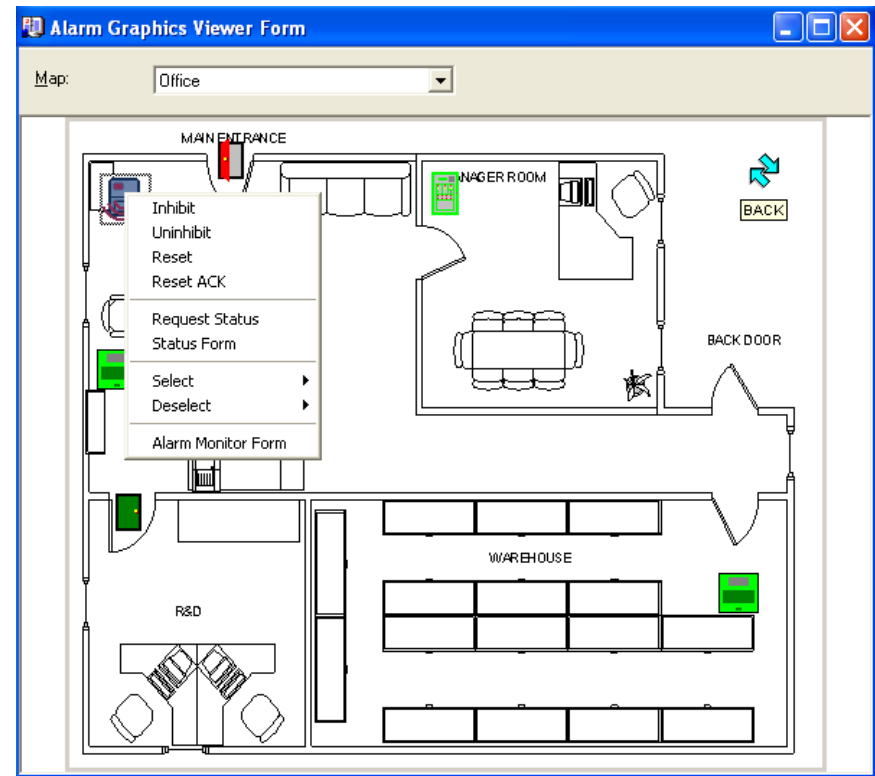 Alarm Graphics Viewer Form
Map:
Office
MAIN ENTRANCE
NAGER ROOM
BACK
Inhibit
Uninhibit
Reset
Reset ACK
Request Status
Status Form
Select
Deselect
Alarm Monitor Form
BACK DOOR
WAREHOUSE
R&D